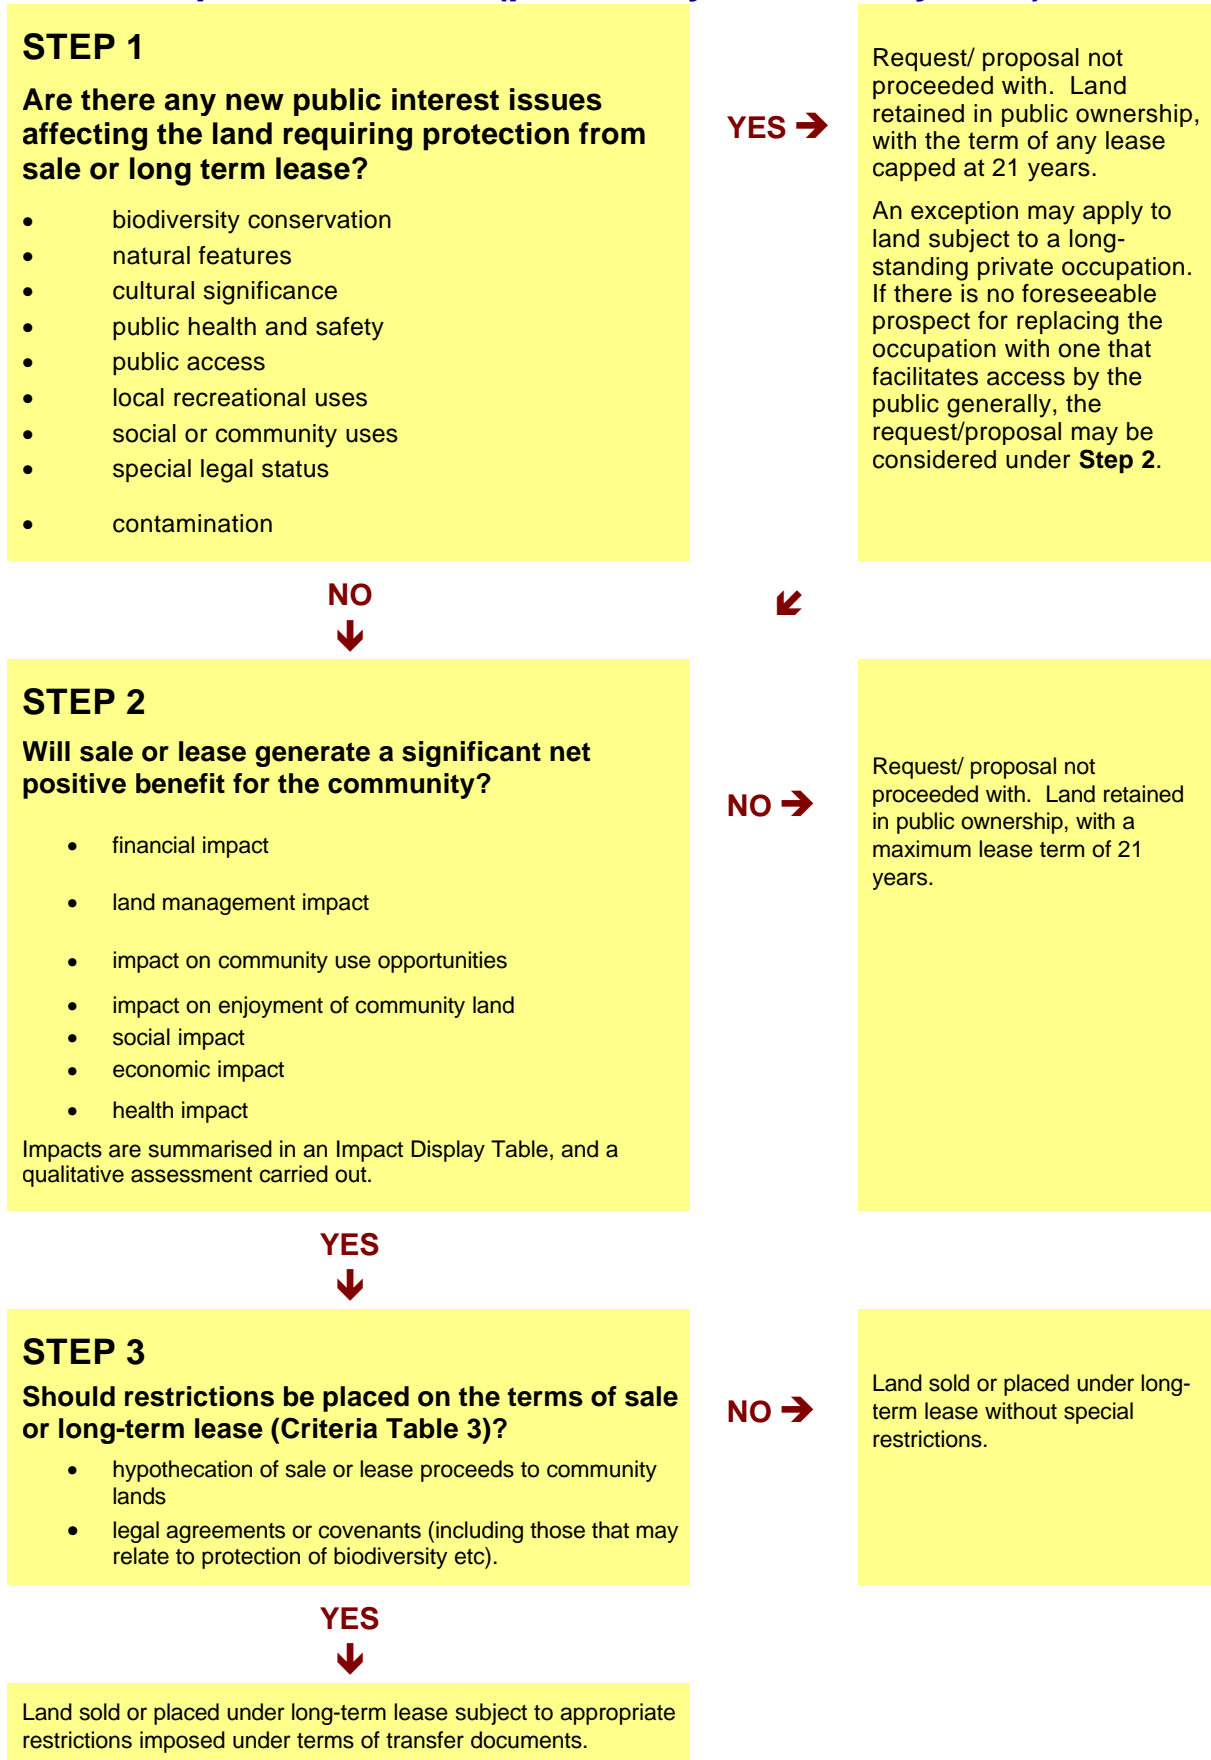 STEP 1
Are there any new public interest issues
affecting the land requiring protection from
sale or long term lease?
• biodiversity conservation
• natural features
• cultural significance
• public health and safety
• public access
• local recreational uses
• social or community uses
• special legal status
• contamination
YES →
Request/ proposal not
proceeded with. Land
retained in public ownership,
with the term of any lease
capped at 21 years.
An exception may apply to
land subject to a long-
standing private occupation.
If there is no foreseeable
prospect for replacing the
occupation with one that
facilitates access by the
public generally, the
request/proposal may be
considered under Step 2.
NO
STEP 2
Will sale or lease generate a significant net
positive benefit for the community?
• financial impact
• land management impact
• impact on community use opportunities
• impact on enjoyment of community land
• social impact
• economic impact
• health impact
Impacts are summarised in an Impact Display Table, and a
qualitative assessment carried out.
NO →
Request/ proposal not
proceeded with. Land retained
in public ownership, with a
maximum lease term of 21
years.
YES
STEP 3
Should restrictions be placed on the terms of sale
or long-term lease (Criteria Table 3)?
• hypothecation of sale or lease proceeds to community
lands
• legal agreements or covenants (including those that may
relate to protection of biodiversity etc).
NO →
Land sold or placed under long-
term lease without special
restrictions.
YES
Land sold or placed under long-term lease subject to appropriate
restrictions imposed under terms of transfer documents.